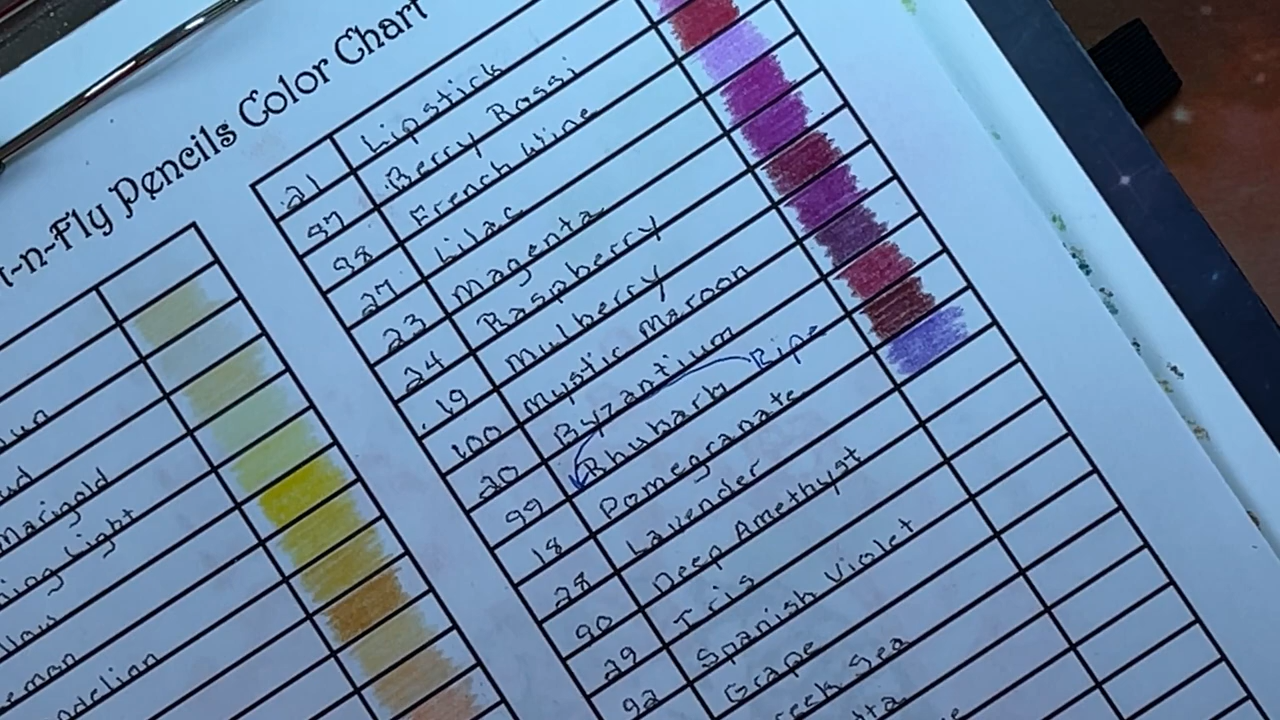 n-Fly Pencils Color Chart
21 Lipstick
97 Berry Rossi
98 French Wine
27 Lilac
23 Magenta
24 Raspberry
19 Mulberry
100 Mystic Maroon
20 Byzantium
99 Rhubarb Ripe
18 Pomegranate
28 Lavender
90 Deep Amethyst
29 Iris
92 Spanish Violet
Grape
Sea
Marigold
Light